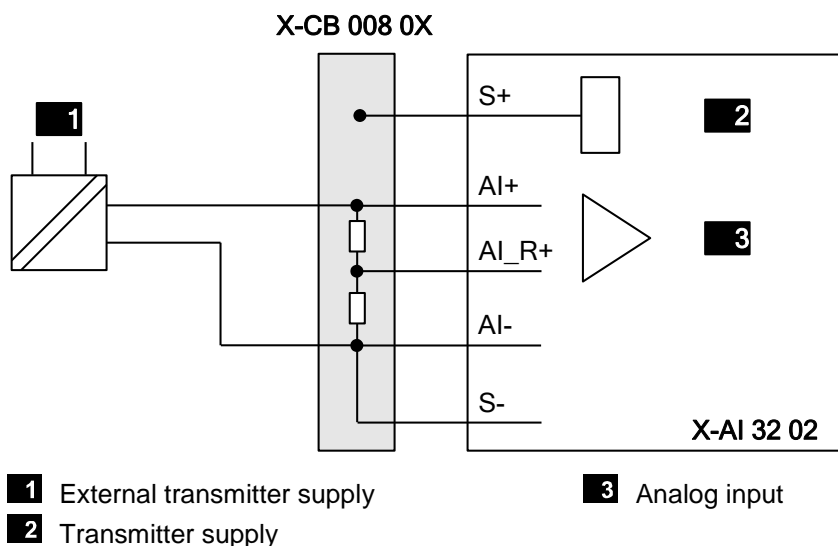 X-CB 008 0X
S+
2
1
AI+
3
AI_R+
AI-
S-
X-AI 32 02
1 External transmitter supply
3 Analog input
2 Transmitter supply